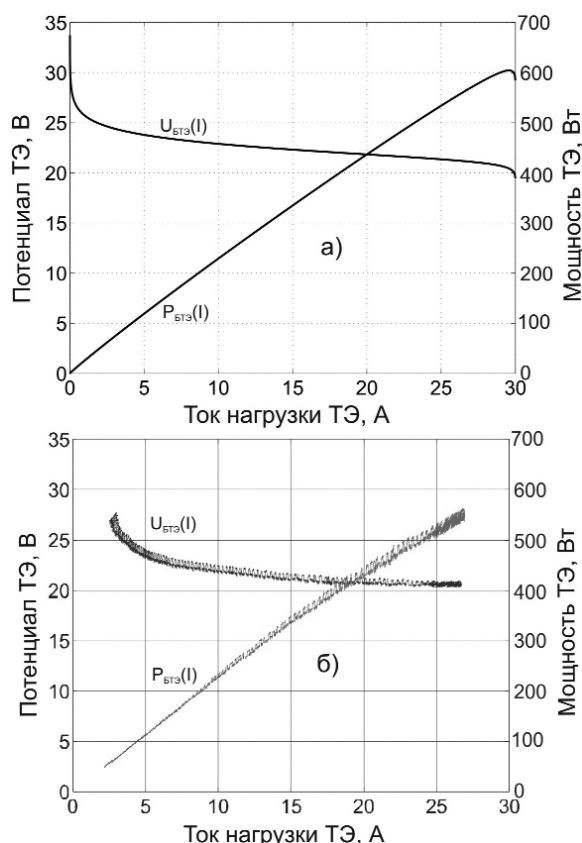 35 700
30 600
25 500
20 400
15 300
10 200
5 100
0 0
0 5 10 15 20 25 30
Потенциал ТЭ, В
Мощность ТЭ, Вт
U БТЭ(I)
P БТЭ(I)
а)
Ток нагрузки ТЭ, А
35 700
30 600
25 500
20 400
15 300
10 200
5 100
0 0
0 5 10 15 20 25 30
Потенциал ТЭ, В
Мощность ТЭ, Вт
U БТЭ(I)
P БТЭ(I)
б)
Ток нагрузки ТЭ, А